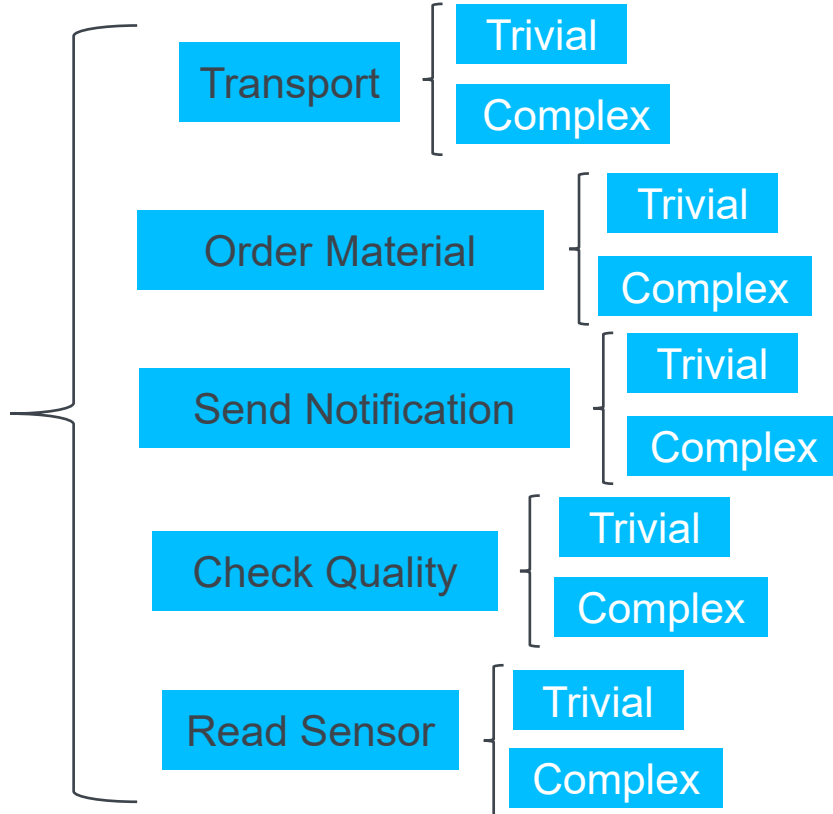 Transport
Trivial
Complex
Order Material
Trivial
Complex
Send Notification
Trivial
Complex
Check Quality
Trivial
Complex
Read Sensor
Trivial
Complex